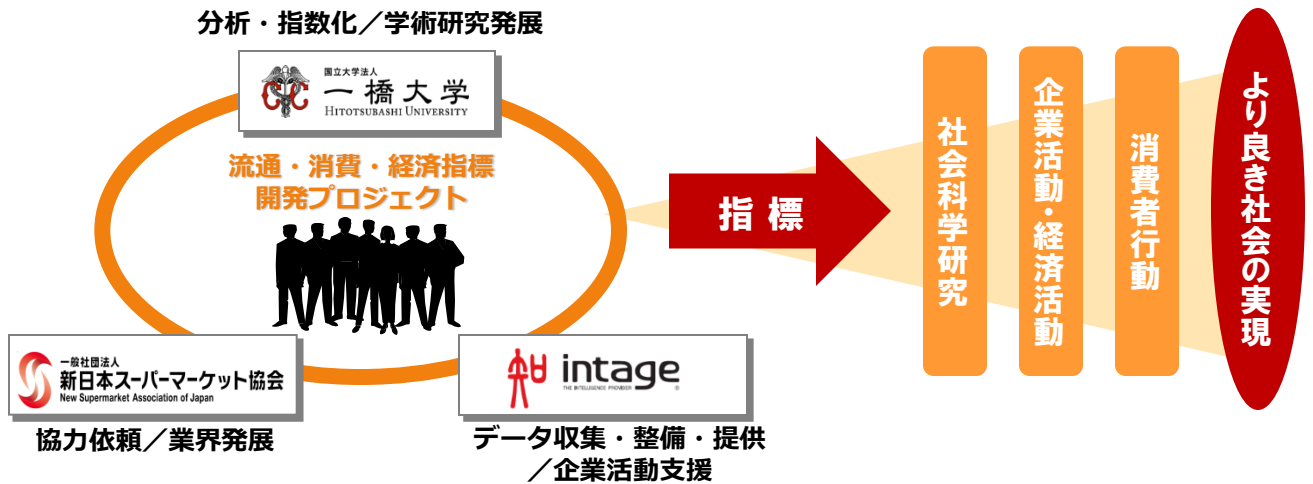 分析・指数化／学術研究発展
国立大学法人
一橋大学
HITOTSUBASHI UNIVERSITY
流通・消費・経済指標
開発プロジェクト
一般社団法人
新日本スーパーマーケット協会
New Supermarket Association of Japan
協力依頼／業界発展
知
intage
THE INTELLIGENCE PROVIDER
®
データ収集・整備・提供
／企業活動支援
指標
社会科学研究
企業活動・経済活動
消費者行動
より良き社会の実現